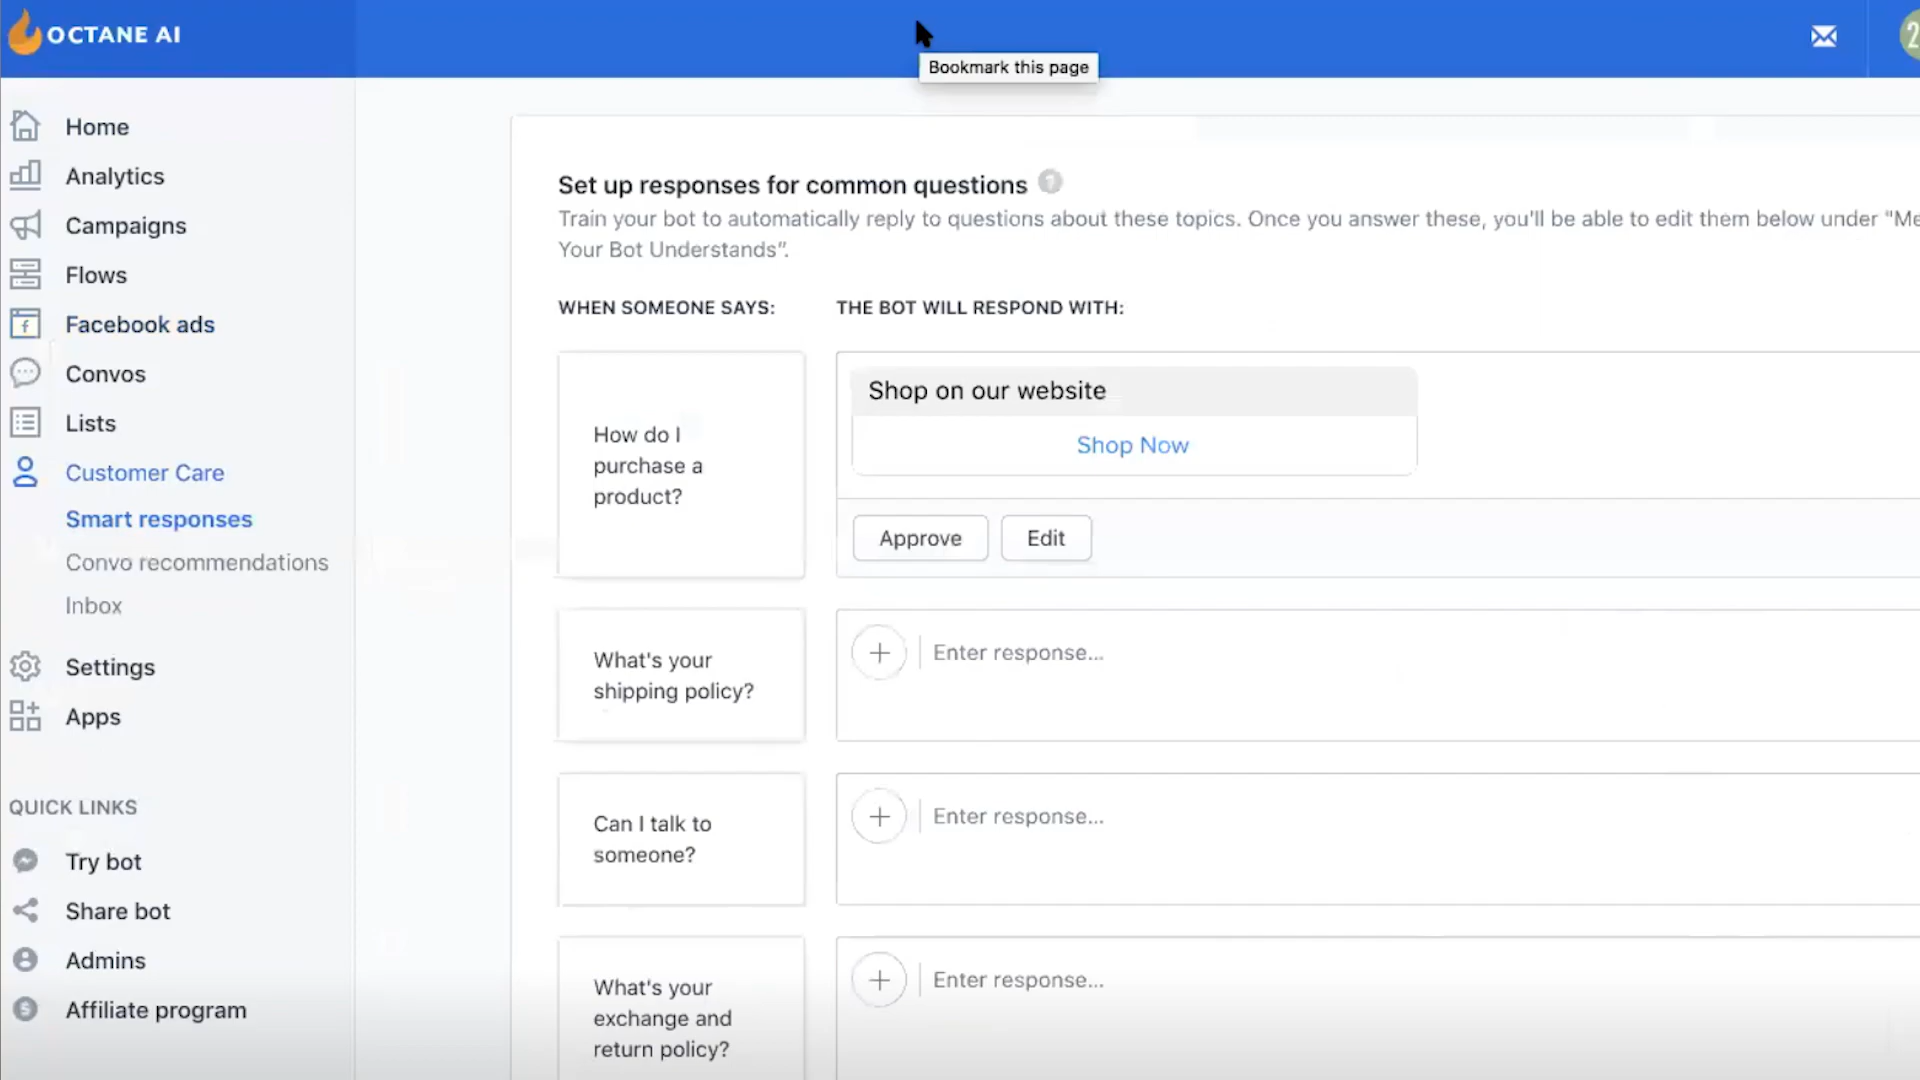 OCTANE AI
Bookmark this page
2
Home
Analytics
Campaigns
Flows
Facebook ads
Convos
Lists
Customer Care
Smart responses
Convo recommendations
Inbox
Settings
Apps
QUICK LINKS
Try bot
Share bot
Admins
Affiliate program
Set up responses for common questions ?
Train your bot to automatically reply to questions about these topics. Once you answer these, you'll be able to edit them below under "Me
Your Bot Understands".
WHEN SOMEONE SAYS:
THE BOT WILL RESPOND WITH:
How do I
purchase a
product?
Shop on our website
Shop Now
Approve
Edit
What's your
shipping policy?
Enter response...
Can I talk to
someone?
Enter response...
What's your
exchange and
return policy?
Enter response...